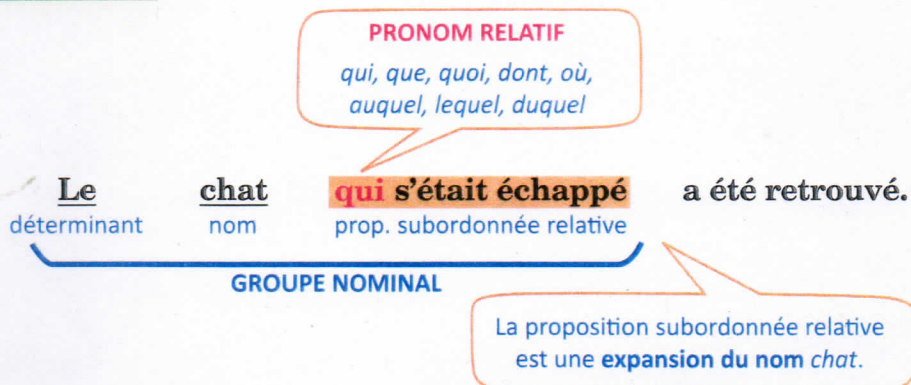 PRONOM RELATIF
qui, que, quoi, dont, où,
auquel, lequel, duquel
Le chat qui s'était échappé a été retrouvé.
déterminant nom prop. subordonnée relative
GROUPE NOMINAL
La proposition subordonnée relative
est une expansion du nom chat.